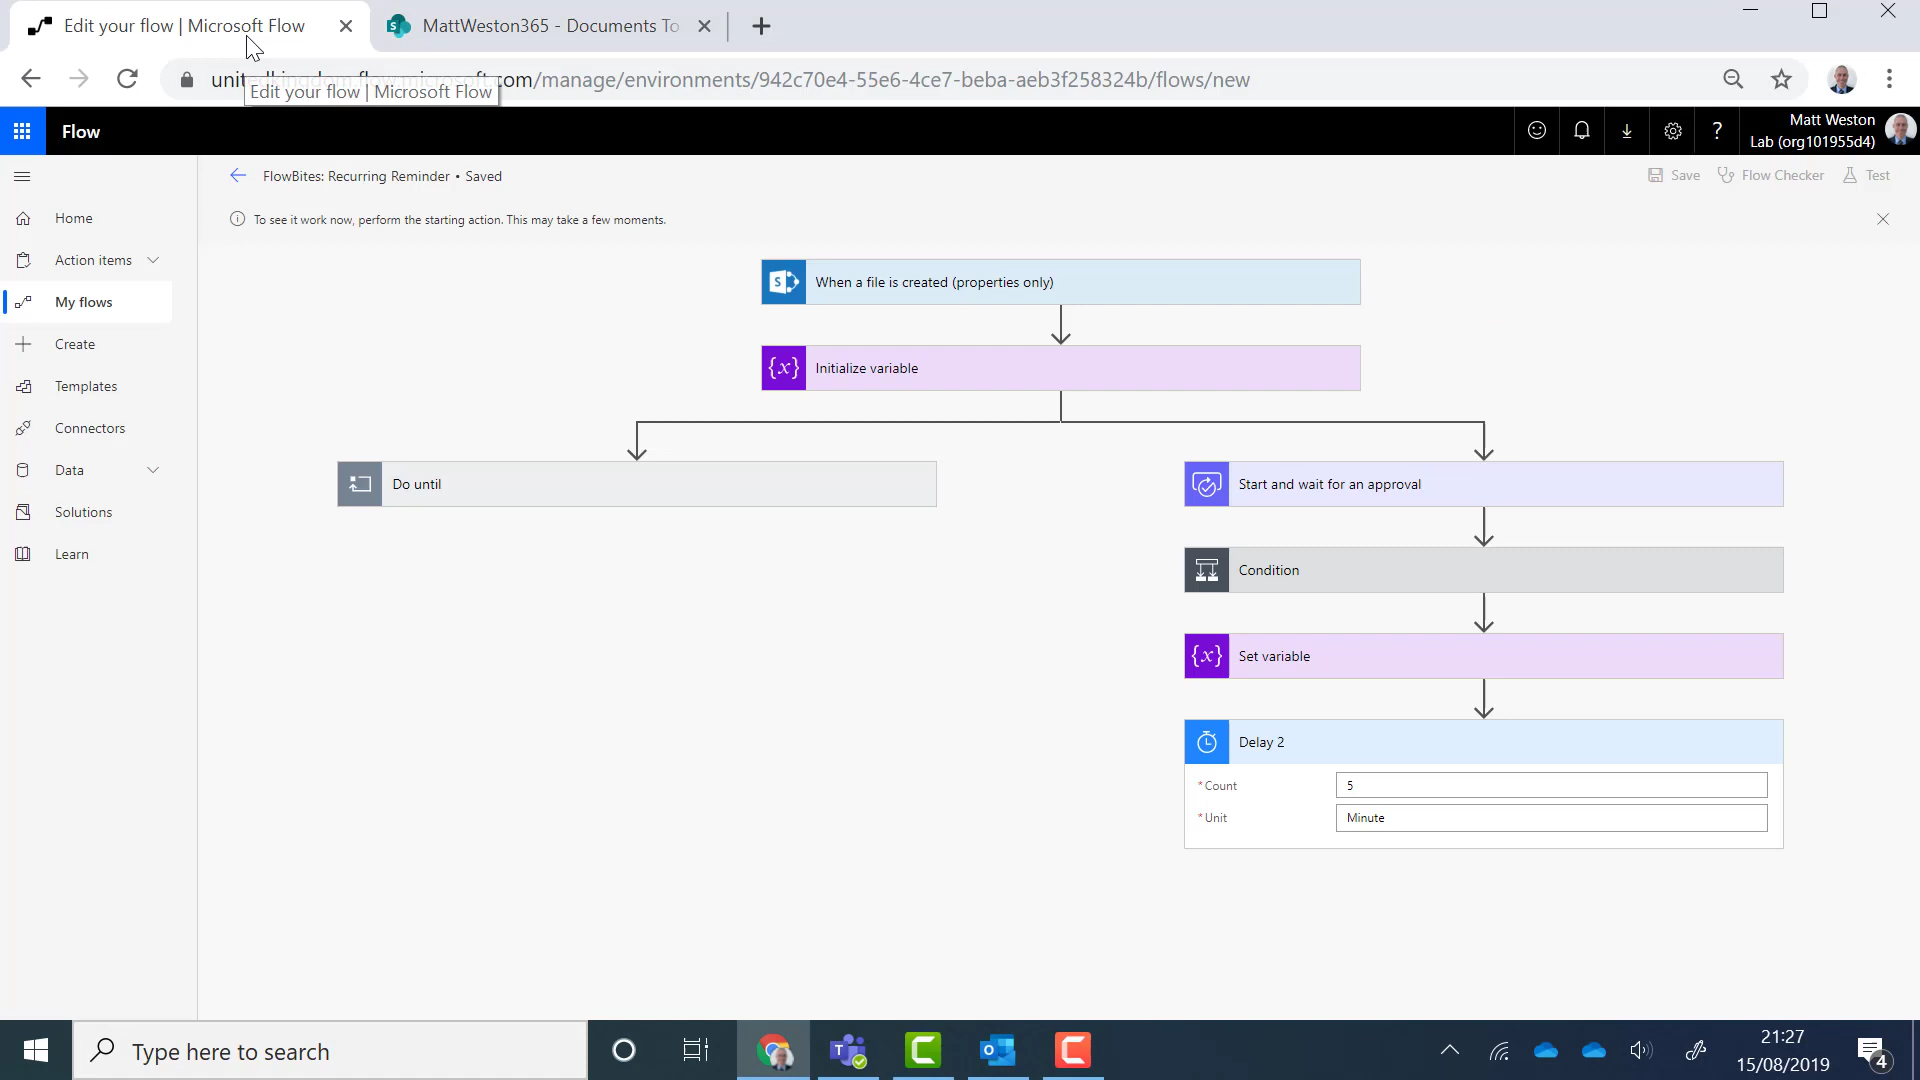 Edit your flow | Microsoft Flow
MattWeston365 - Documents To
/manage/environments/942c70e4-55e6-4ce7-beba-aeb3f258324b/flows/new
Edit your flow | Microsoft Flow
Flow
Matt Weston
Lab (org101955d4)
FlowBites: Recurring Reminder • Saved
Save
Flow Checker
Test
To see it work now, perform the starting action. This may take a few moments.
Home
Action items
My flows
Create
Templates
Connectors
Data
Solutions
Learn
When a file is created (properties only)
{x} Initialize variable
Do until
Start and wait for an approval
Condition
{x} Set variable
Delay 2
* Count
5
* Unit
Minute
Type here to search
21:27
15/08/2019
4